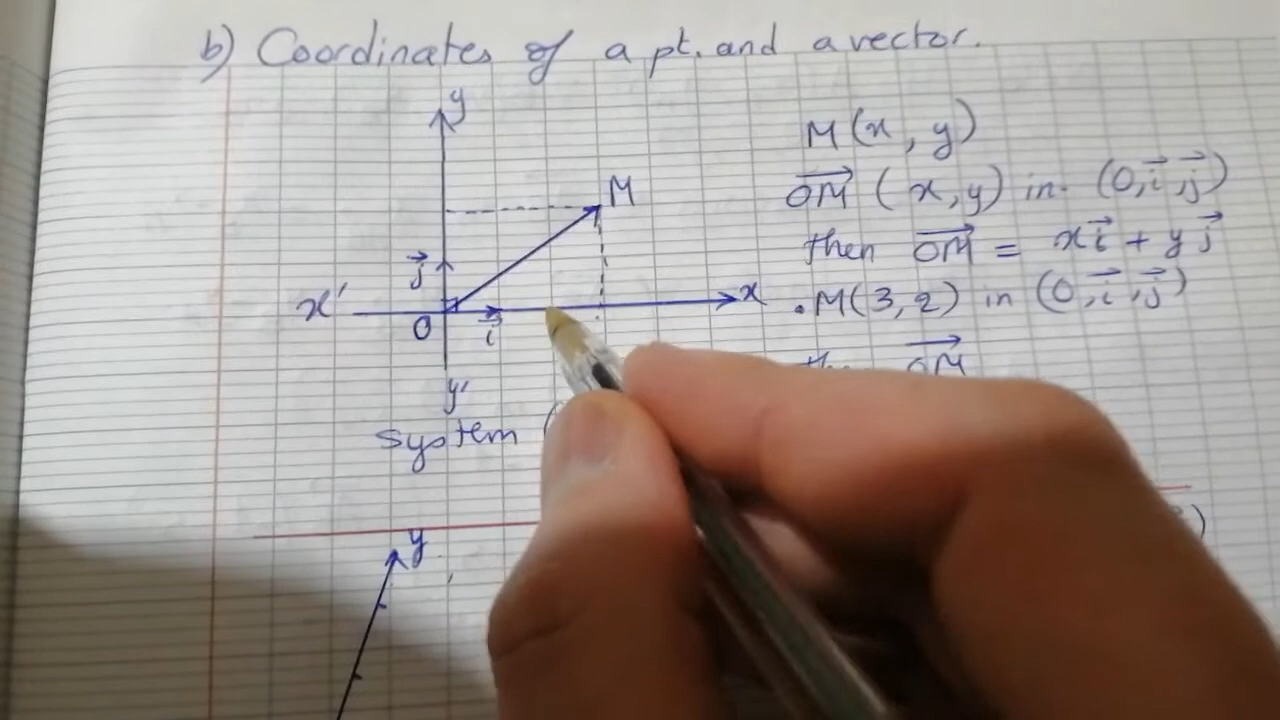 b) Coordinates of a pt. and a vector.
y
M
j⃗
x'
O
i⃗
x
y'
System (
M(x, y)
OM⃗ (x, y) in (O, i⃗, j⃗)
then OM⃗ = xi⃗ + yj⃗
. M(3, 2) in (O, i⃗, j⃗)
OM⃗
y
)